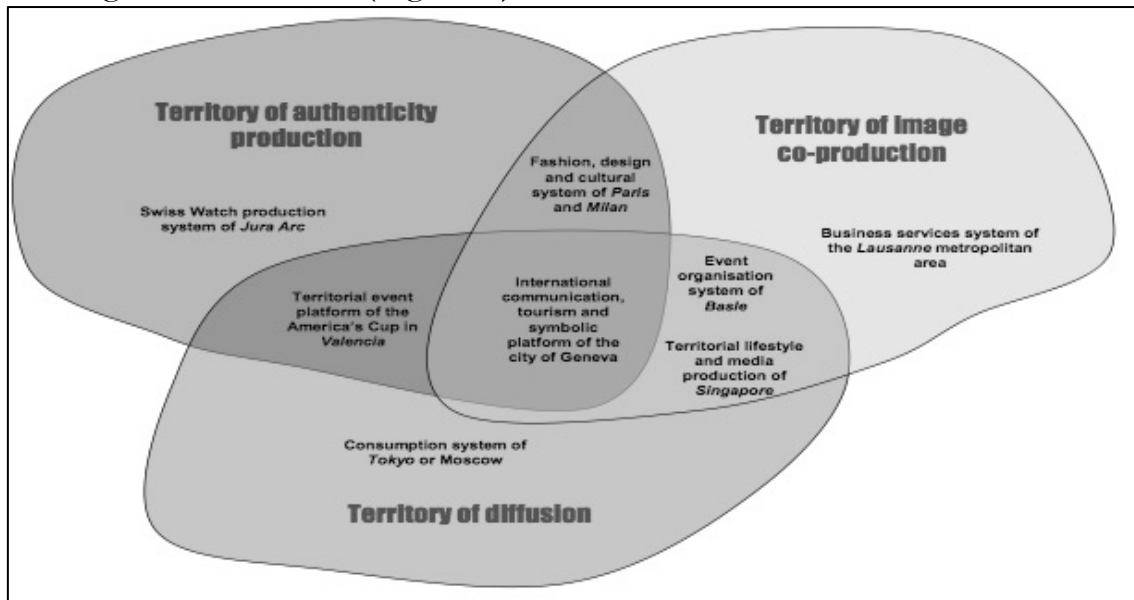 Territory of authenticity
production
Territory of image
co-production
Fashion, design
and cultural
system of Paris
and Milan
Swiss Watch production
system of Jura Arc
Business services system of
the Lausanne metropolitan
area
Event
organisation
system of
Basle
International
communication,
tourism and
symbolic
platform of the
city of Geneva
Territorial event
platform of the
America's Cup in
Valencia
Territorial lifestyle
and media
production of
Singapore
Consumption system of
Tokyo or Moscow
Territory of diffusion